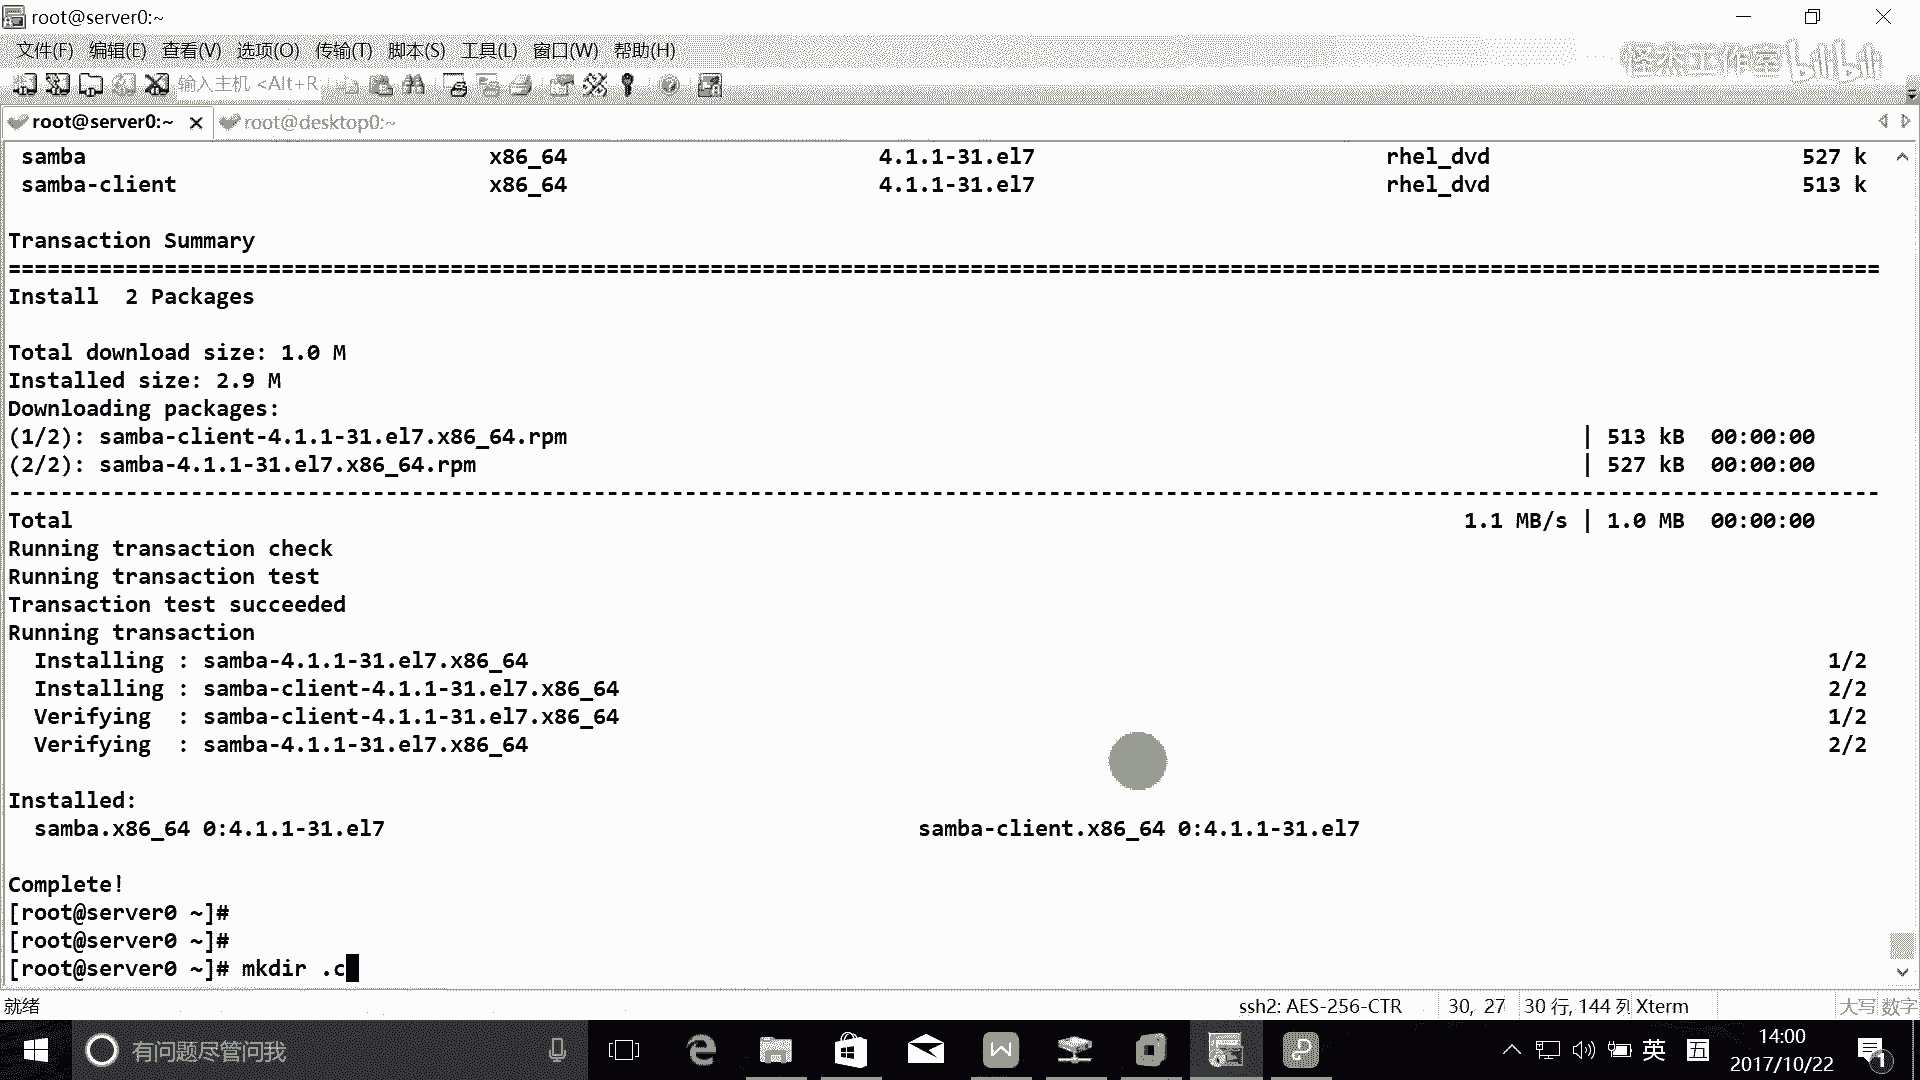 root@server0:~
文件(F) 编辑(E) 查看(V) 选项(O) 传输(T) 脚本(S) 工具(L) 窗口(W) 帮助(H)
怪杰工作室 bilibili
输入主机 <Alt+R
root@server0:~ root@desktop0:~
samba x86_64 4.1.1-31.el7 rhel_dvd 527 k
samba-client x86_64 4.1.1-31.el7 rhel_dvd 513 k
Transaction Summary
================================================================================================================================================
Install 2 Packages
Total download size: 1.0 M
Installed size: 2.9 M
Downloading packages:
(1/2): samba-client-4.1.1-31.el7.x86_64.rpm | 513 kB 00:00:00
(2/2): samba-4.1.1-31.el7.x86_64.rpm | 527 kB 00:00:00
------------------------------------------------------------------------------------------------------------------------------------------------
Total 1.1 MB/s | 1.0 MB 00:00:00
Running transaction check
Running transaction test
Transaction test succeeded
Running transaction
Installing : samba-4.1.1-31.el7.x86_64 1/2
Installing : samba-client-4.1.1-31.el7.x86_64 2/2
Verifying : samba-client-4.1.1-31.el7.x86_64 1/2
Verifying : samba-4.1.1-31.el7.x86_64 2/2
Installed:
samba.x86_64 0:4.1.1-31.el7 samba-client.x86_64 0:4.1.1-31.el7
Complete!
[root@server0 ~]#
[root@server0 ~]#
[root@server0 ~]# mkdir .c
就绪 ssh2: AES-256-CTR 30, 27 30 行, 144 列 Xterm 大写 数字
有问题尽管问我 英 五 14:00
2017/10/22 1